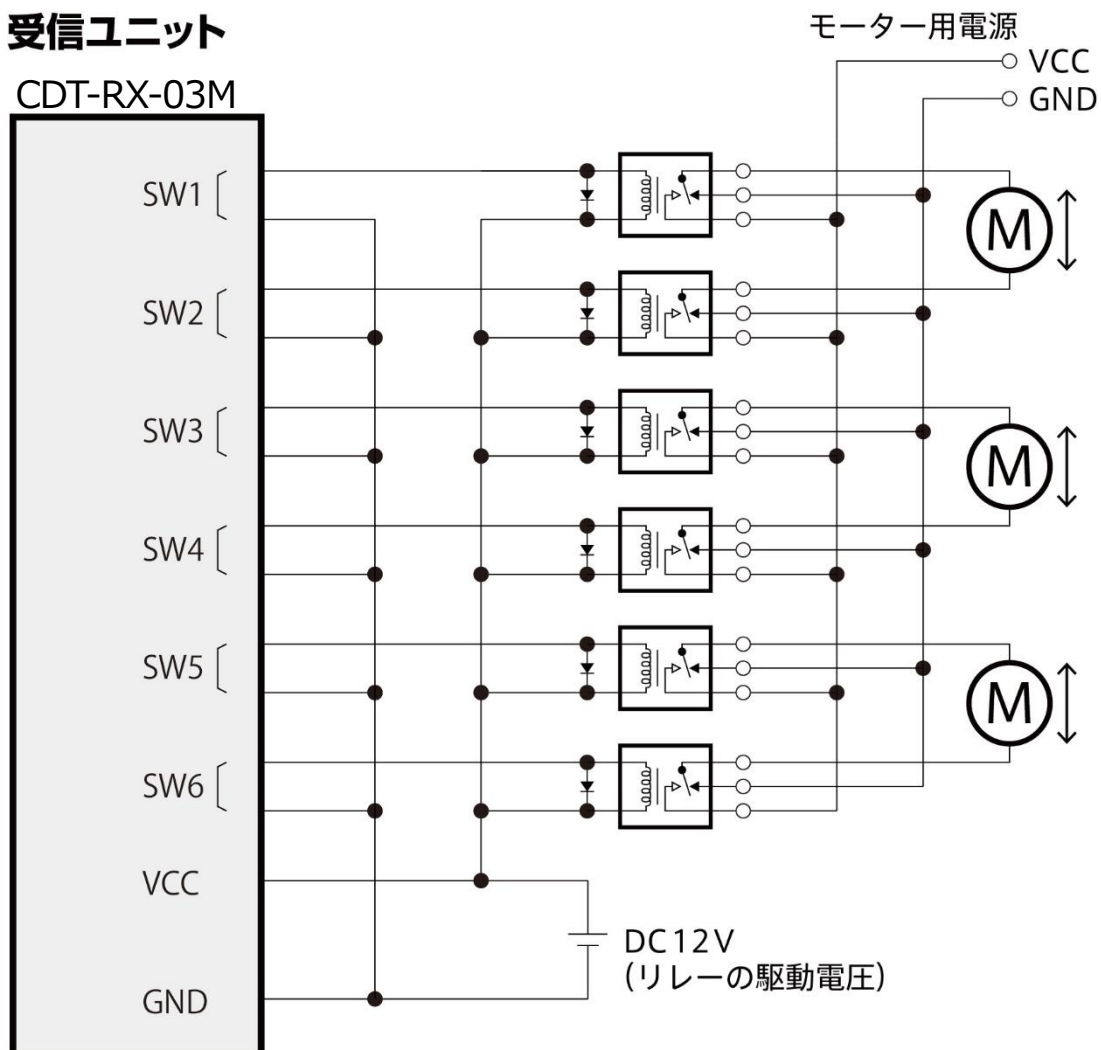 受信ユニット
CDT-RX-03M
モーター用電源
VCC
GND
SW1
M
SW2
SW3
M
SW4
SW5
M
SW6
VCC
DC12V
(リレーの駆動電圧)
GND